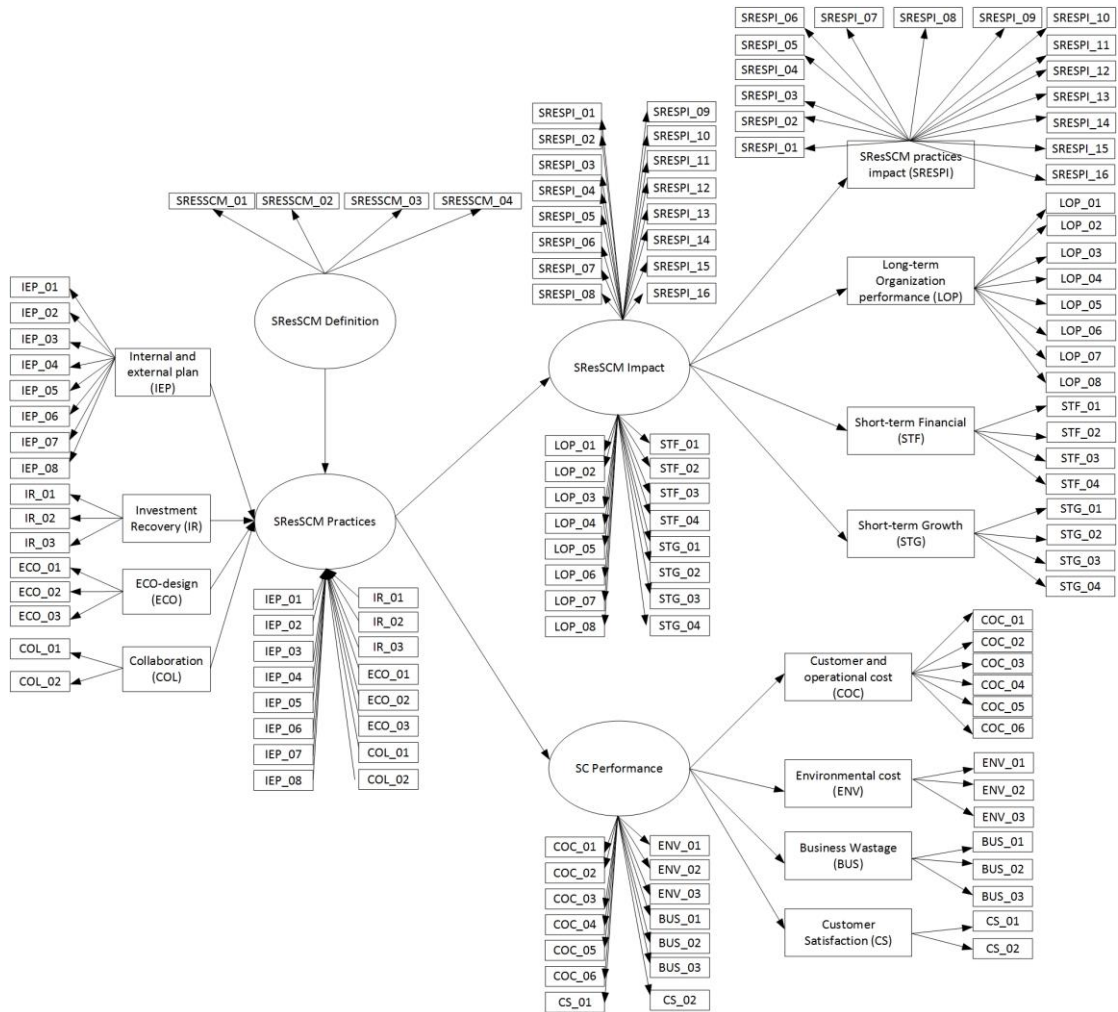 SRESPI_06
SRESPI_07
SRESPI_08
SRESPI_09
SRESPI_10
SRESPI_05
SRESPI_11
SRESPI_04
SRESPI_12
SRESPI_03
SRESPI_13
SRESPI_02
SRESPI_14
SRESPI_01
SRESPI_15
SRESPI_16
SResSCM practices
impact (SRESPI)
SRESPI_01
SRESPI_02
SRESPI_03
SRESPI_04
SRESPI_05
SRESPI_06
SRESPI_07
SRESPI_08
SRESPI_09
SRESPI_10
SRESPI_11
SRESPI_12
SRESPI_13
SRESPI_14
SRESPI_15
SRESPI_16
SRESSCM_01
SRESSCM_02
SRESSCM_03
SRESSCM_04
SResSCM Definition
IEP_01
IEP_02
IEP_03
IEP_04
IEP_05
IEP_06
IEP_07
IEP_08
Internal and
external plan
(IEP)
IR_01
IR_02
IR_03
Investment
Recovery (IR)
ECO_01
ECO_02
ECO_03
ECO-design
(ECO)
COL_01
COL_02
Collaboration
(COL)
SResSCM Practices
IEP_01
IEP_02
IEP_03
IEP_04
IEP_05
IEP_06
IEP_07
IEP_08
IR_01
IR_02
IR_03
ECO_01
ECO_02
ECO_03
COL_01
COL_02
SResSCM Impact
LOP_01
LOP_02
LOP_03
LOP_04
LOP_05
LOP_06
LOP_07
LOP_08
STF_01
STF_02
STF_03
STF_04
STG_01
STG_02
STG_03
STG_04
Long-term
Organization
performance (LOP)
LOP_01
LOP_02
LOP_03
LOP_04
LOP_05
LOP_06
LOP_07
LOP_08
Short-term Financial
(STF)
STF_01
STF_02
STF_03
STF_04
Short-term Growth
(STG)
STG_01
STG_02
STG_03
STG_04
SC Performance
COC_01
COC_02
COC_03
COC_04
COC_05
COC_06
CS_01
ENV_01
ENV_02
ENV_03
BUS_01
BUS_02
BUS_03
CS_02
Customer and
operational cost
(COC)
COC_01
COC_02
COC_03
COC_04
COC_05
COC_06
Environmental cost
(ENV)
ENV_01
ENV_02
ENV_03
Business Wastage
(BUS)
BUS_01
BUS_02
BUS_03
Customer
Satisfaction (CS)
CS_01
CS_02